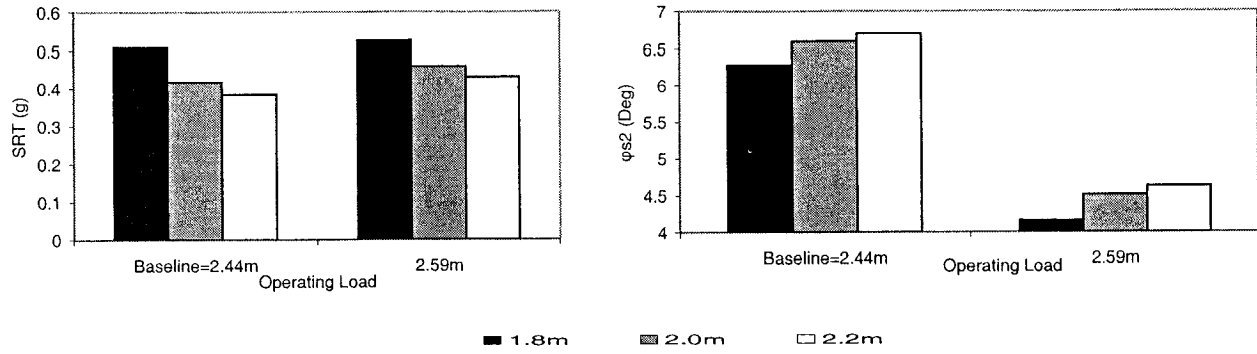 0.6
0.5
0.4
0.3
0.2
0.1
0
SRT (g)
Baseline=2.44m
2.59m
Operating Load
7
6.5
6
5.5
5
4.5
4
φs2 (Deg)
Baseline=2.44m
Operating Load
2.59m
1.8m 2.0m 2.2m